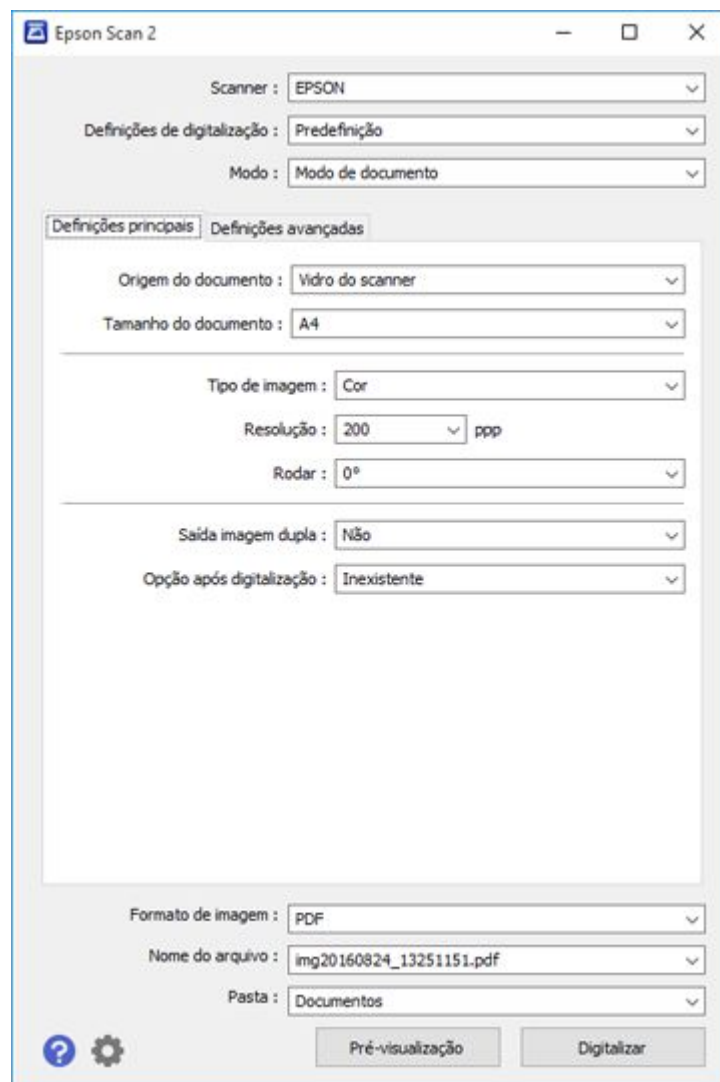 Epson Scan 2
Scanner : EPSON
Definições de digitalização : Predefinição
Modo : Modo de documento
Definições principais Definições avançadas
Origem do documento : Vidro do scanner
Tamanho do documento : A4
Tipo de imagem : Cor
Resolução : 200 ppp
Rodar : 0°
Saída imagem dupla : Não
Opção após digitalização : Inexistente
Formato de imagem : PDF
Nome do arquivo : img20160824_13251151.pdf
Pasta : Documentos
? Pré-visualização Digitalizar